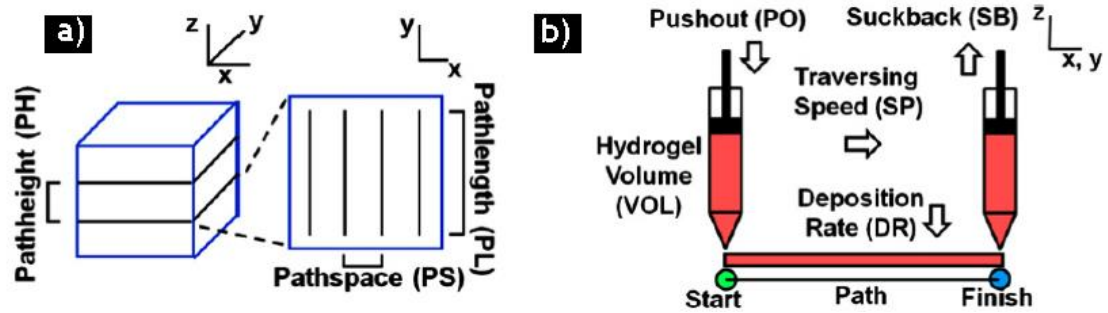 a)
z
y
x
y
x
Pathheight (PH)
Pathlength (PL)
Pathspace (PS)
b)
Pushout (PO)
Suckback (SB)
z
x, y
Traversing
Speed (SP)
Hydrogel
Volume
(VOL)
Deposition
Rate (DR)
Start
Path
Finish